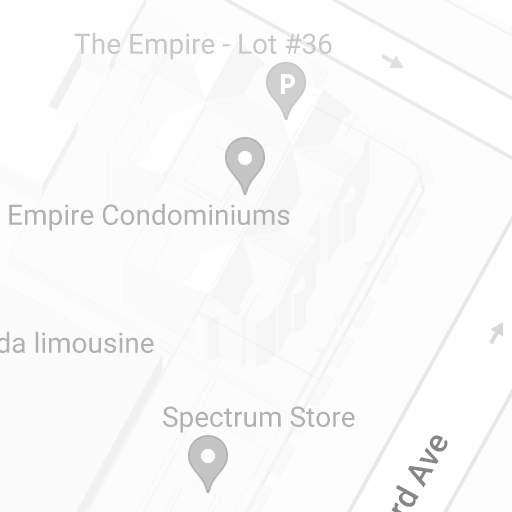 The Empire - Lot #36
P
Empire Condominiums
da limousine
Spectrum Store
rd Ave